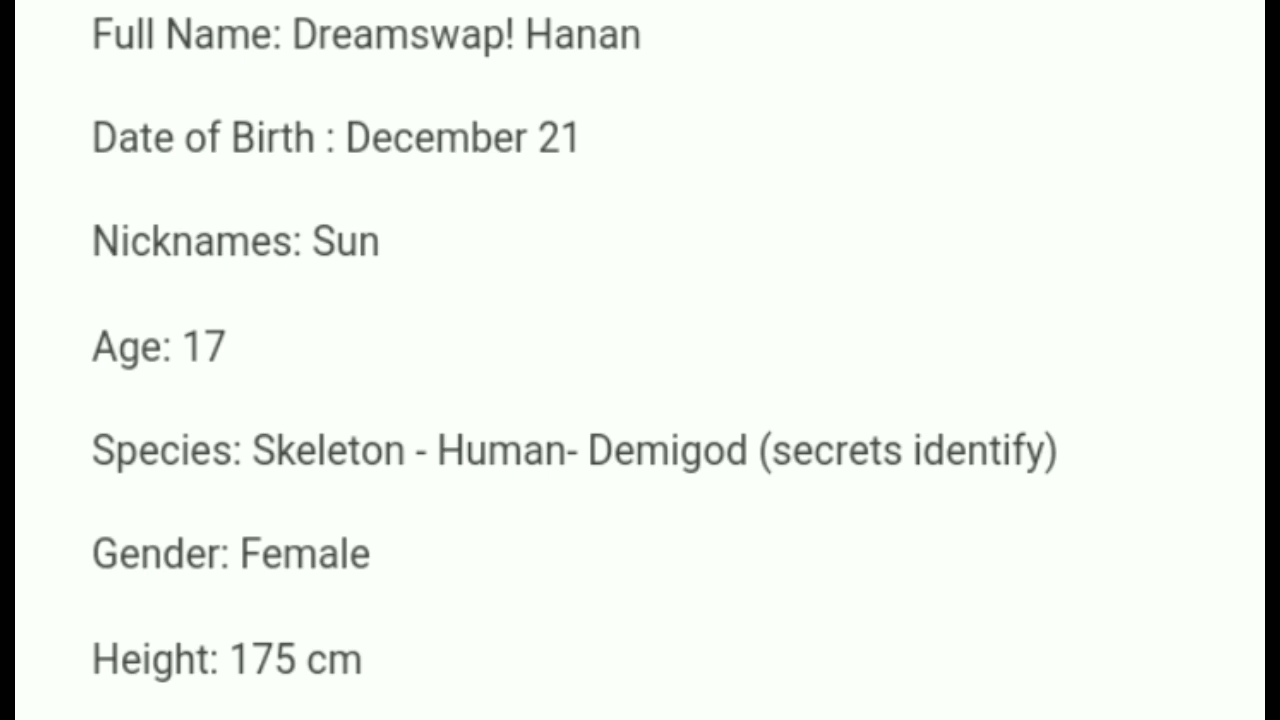 Full Name: Dreamswap! Hanan
Date of Birth : December 21
Nicknames: Sun
Age: 17
Species: Skeleton - Human- Demigod (secrets identify)
Gender: Female
Height: 175 cm